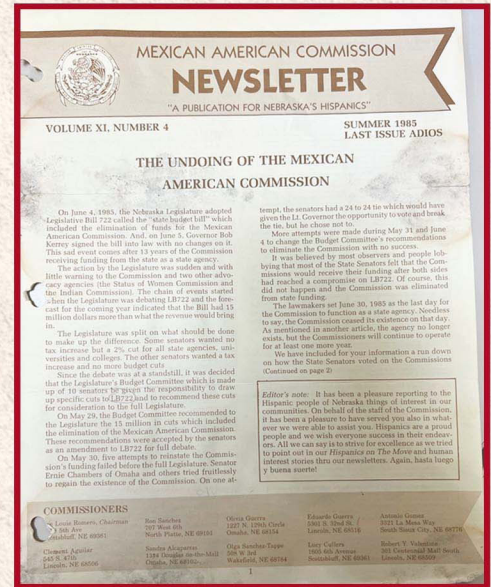 MEXICAN AMERICAN COMMISSION
NEWSLETTER
"A PUBLICATION FOR NEBRASKA'S HISPANICS"
VOLUME XI, NUMBER 4
SUMMER 1985
LAST ISSUE ADIOS
THE UNDOING OF THE MEXICAN
AMERICAN COMMISSION
On June 4, 1985, the Nebraska Legislature adopted
Legislative Bill 722 called the "state budget bill" which
included the elimination of funds for the Mexican
American Commission. And, on June 5, Governor Bob
Kerrey signed the bill into law with no changes on it.
This sad event comes after 13 years of the Commission
receiving funding from the state as a state agency.
The action by the Legislature was sudden and with
little warning to the Commission and two other advo-
cacy agencies (the Status of Women Commission and
the Indian Commission). The chain of events started
when the Legislature was debating LB722 and the fore-
cast for the coming year indicated that the Bill had 15
million dollars more than what the revenue would bring
in.
The Legislature was split on what should be done
to make up the difference. Some senators wanted no
tax increase but a 2% cut for all state agencies, uni-
versities and colleges. The other senators wanted a tax
increase and no more budget cuts
Since the debate was at a standstill, it was decided
that the Legislature's Budget Committee which is made
up of 10 senators be given the responsibility to draw
up specific cuts to LB722 and to recommend these cuts
for consideration to the full Legislature.
On May 29, the Budget Committee recommended to
the Legislature the 15 million in cuts which included
the elimination of the Mexican American Commission.
These recommendations were accepted by the senators
as an amendment to LB722 for full debate.
On May 30, five attempts to reinstate the Commis-
sion's funding failed before the full Legislature. Senator
Ernie Chambers of Omaha and others tried fruitlessly
to regain the existence of the Commission. On one at-
tempt, the senators had a 24 to 24 tie which would have
given the Lt. Governor the opportunity to vote and break
the tie, but he chose not to.
More attempts were made during May 31 and June
4 to change the Budget Committee's recommendations
to eliminate the Commission with no success.
It was believed by most observers and people lob-
bying that most of the State Senators felt that the Com-
missions would receive their funding after both sides
had reached a compromise on LB722. Of course, this
did not happen and the Commission was eliminated
from state funding.
The lawmakers set June 30, 1985 as the last day for
the Commission to function as a state agency. Needless
to say, the Commission ceased its existence on that day.
As mentioned in another article, the agency no longer
exists, but the Commissioners will continue to operate
for at least one more year.
We have included for your information a run down
on how the State Senators voted on the Commissions
(Continued on page 2)
Editor's note: It has been a pleasure reporting to the
Hispanic people of Nebraska things of interest in our
communities. On behalf of the staff of the Commission,
it has been a pleasure to have served you also in what-
ever we were able to assist you. Hispanics are a proud
people and we wish everyone success in their endeav-
ors. All we can say is to strive for excellence as we tried
to point out in our Hispanics on The Move and human
interest stories thru our newsletters. Again, hasta luego
y buena suerte!
COMMISSIONERS
Louis Romero, Chairman
5th Ave
Scottsbluff, NE 69361
Ron Sanchez
North Platte, NE 69101
Olivia Guerra
1227 N. 129th Circle
Omaha, NE 68154
Eduardo Guerra
Lincoln, NE 68516
Antonio Gomez
3221 La Mesa Way
South Sioux City, NE 68776
Clement Aguilar
Lincoln, NE 68506
Sandra
Omaha, NE
Olga
508 W 3rd
Wakefield, NE 68784
Lucy
Scottsbluff, NE 69361
Robert Y. Valentine
301 Centennial Mall South
Lincoln, NE 68509
1